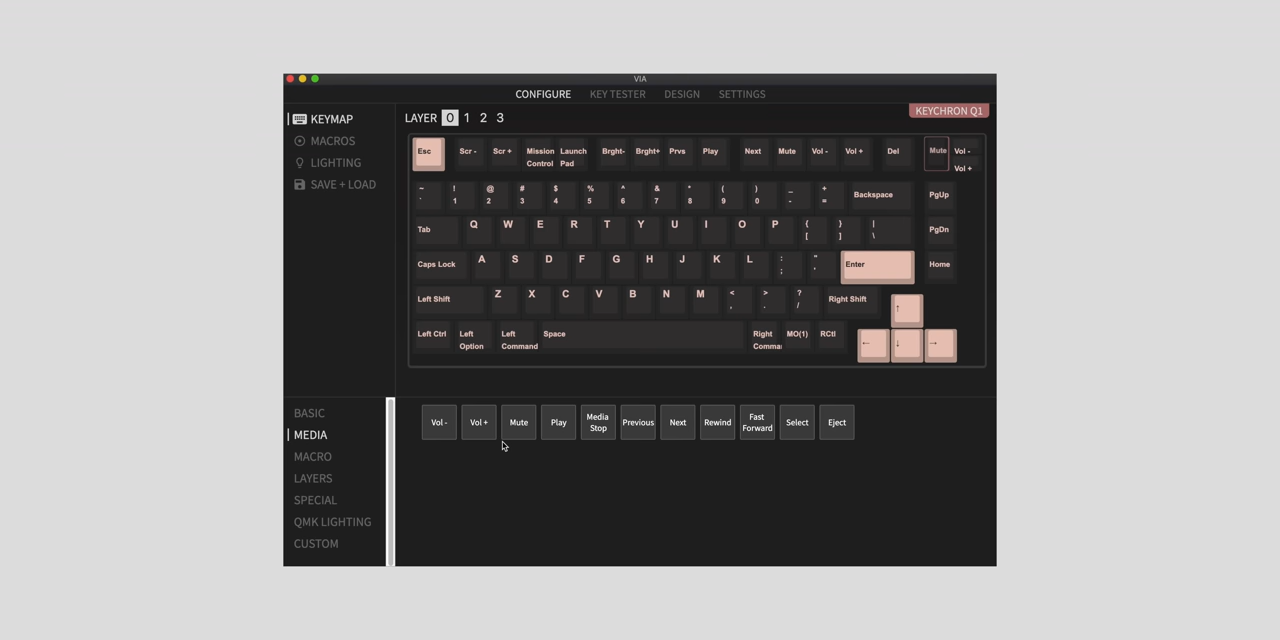 VIA
CONFIGURE KEY TESTER DESIGN SETTINGS
KEYMAP
MACROS
LIGHTING
SAVE + LOAD
LAYER 0 1 2 3
KEYCHRON Q1
Esc Scr - Scr + Mission Control Launch Pad Brght- Brght+ Prvs Play Next Mute Vol - Vol + Del Mute Vol - Vol +
~ ` ! 1 @ 2 # 3 $ 4 % 5 ^ 6 & 7 * 8 ( 9 ) 0 _ - + = Backspace PgUp
Tab Q W E R T Y U I O P { [ } ] | \ PgDn
Caps Lock A S D F G H J K L : ; " ' Enter Home
Left Shift Z X C V B N M < , > . ? / Right Shift ↑
Left Ctrl Left Option Left Command Space Right Comma MO(1) RCtl ← ↓ →
BASIC
MEDIA
MACRO
LAYERS
SPECIAL
QMK LIGHTING
CUSTOM
Vol - Vol + Mute Play Media Stop Previous Next Rewind Fast Forward Select Eject